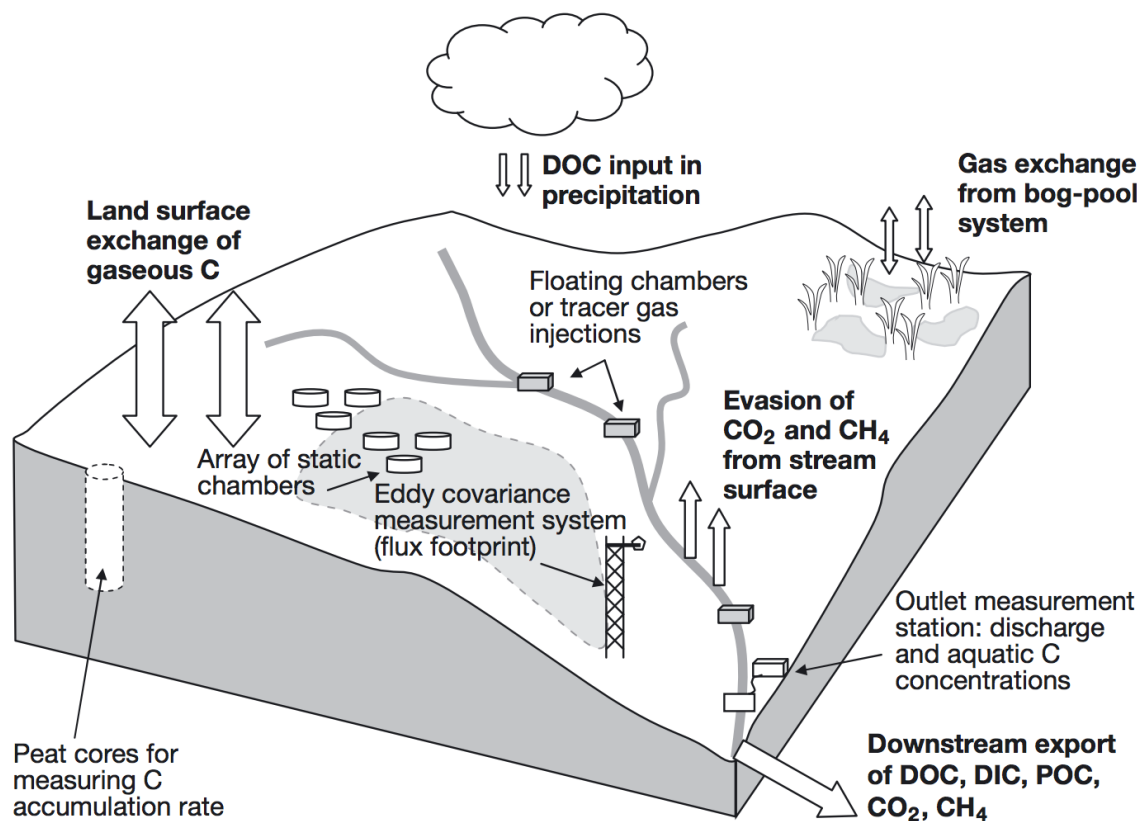 DOC input in
precipitation
Gas exchange
from bog-pool
system
Land surface
exchange of
gaseous C
Floating chambers
or tracer gas
injections
Evasion of
CO₂ and CH₄
from stream
surface
Array of static
chambers
Eddy covariance
measurement system
(flux footprint)
Outlet measurement
station: discharge
and aquatic C
concentrations
Peat cores for
measuring C
accumulation rate
Downstream export
of DOC, DIC, POC,
CO₂, CH₄